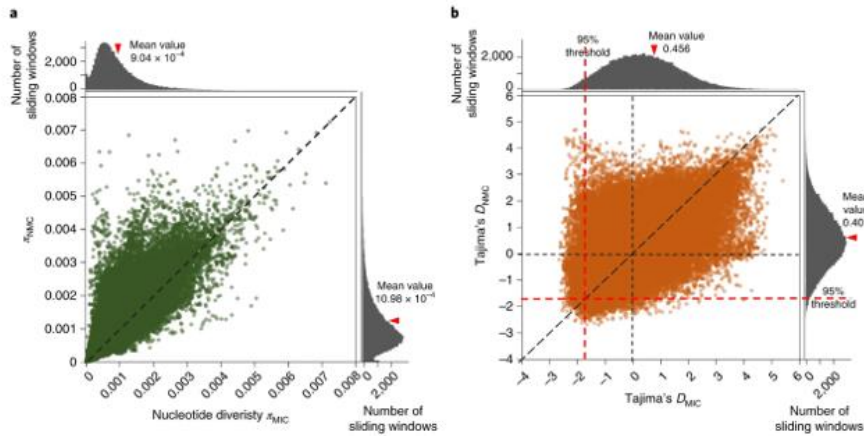 a
Number of
sliding windows
2,000
0
Mean value
9.04 × 10⁻⁴
0.008
0.007
0.006
0.005
0.004
0.003
0.002
0.001
0
π_NMC
0
0.001
0.002
0.003
0.004
0.005
0.006
0.007
0.008
Nucleotide diveristy π_MIC
Mean value
10.98 × 10
0
2,000
Number of
sliding windows
b
Number of
sliding windows
2,000
0
95%
threshold
Mean value
0.456
6
5
4
3
2
1
0
−1
−2
−3
−4
Tajima's D_NMC
−4
−3
−2
−1
0
1
2
3
4
5
6
Tajima's D_MIC
Mea
valu
0.40
95%
threshold
0
2,000
Number of
sliding windows